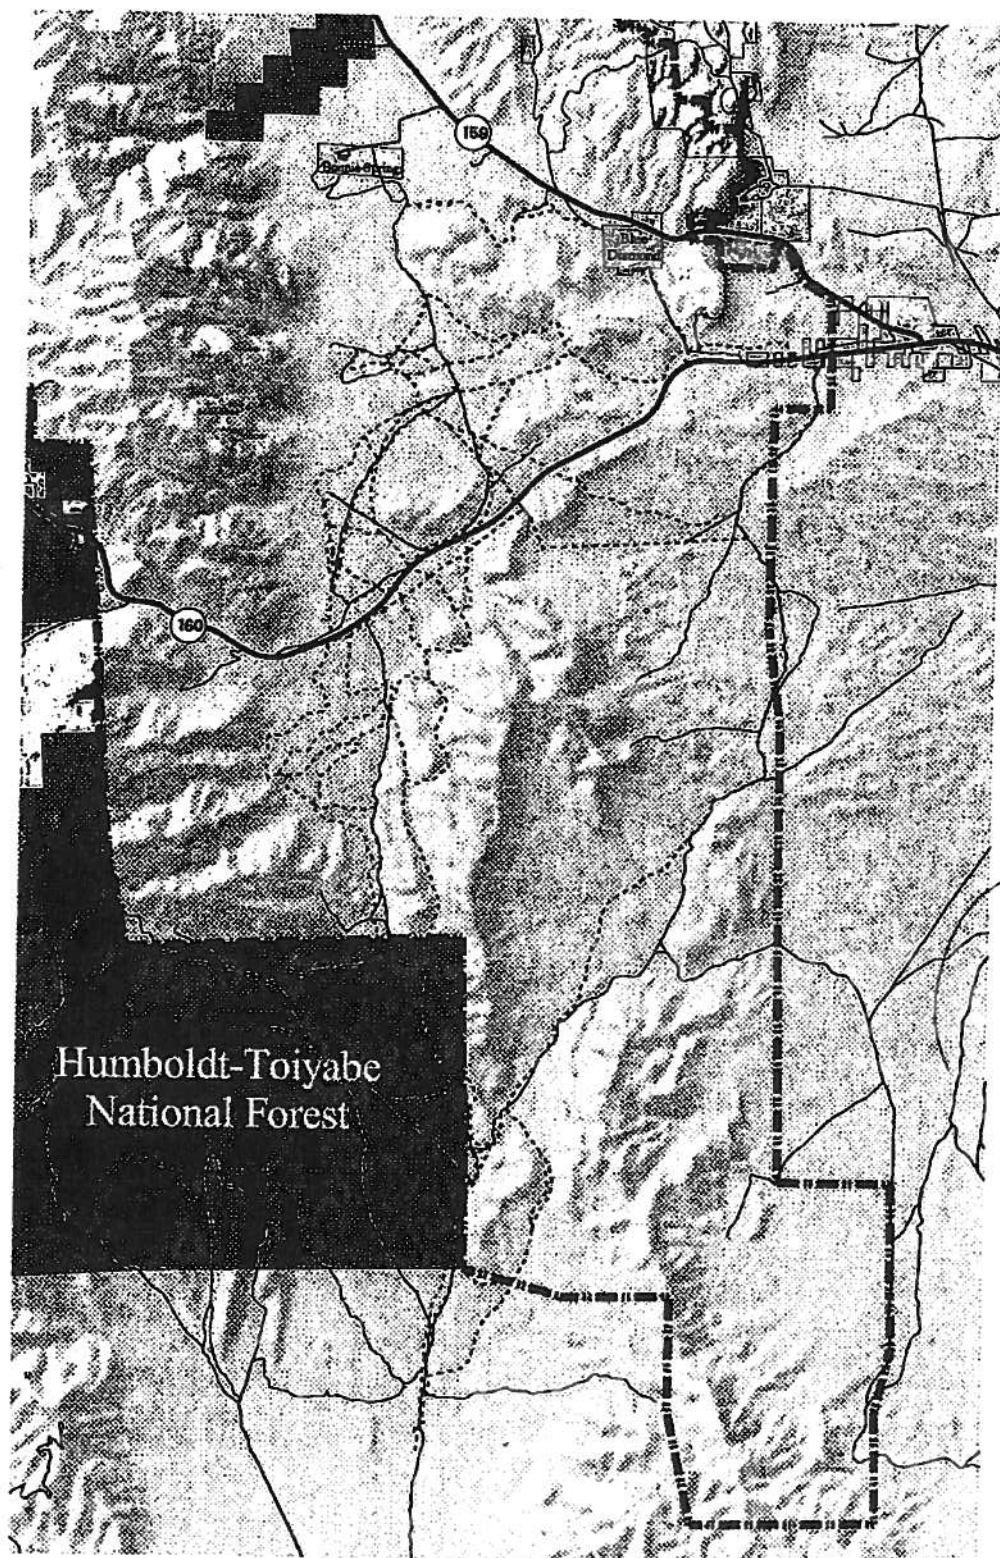 159
Blue
Diamond
160
Humboldt-Toiyabe
National Forest